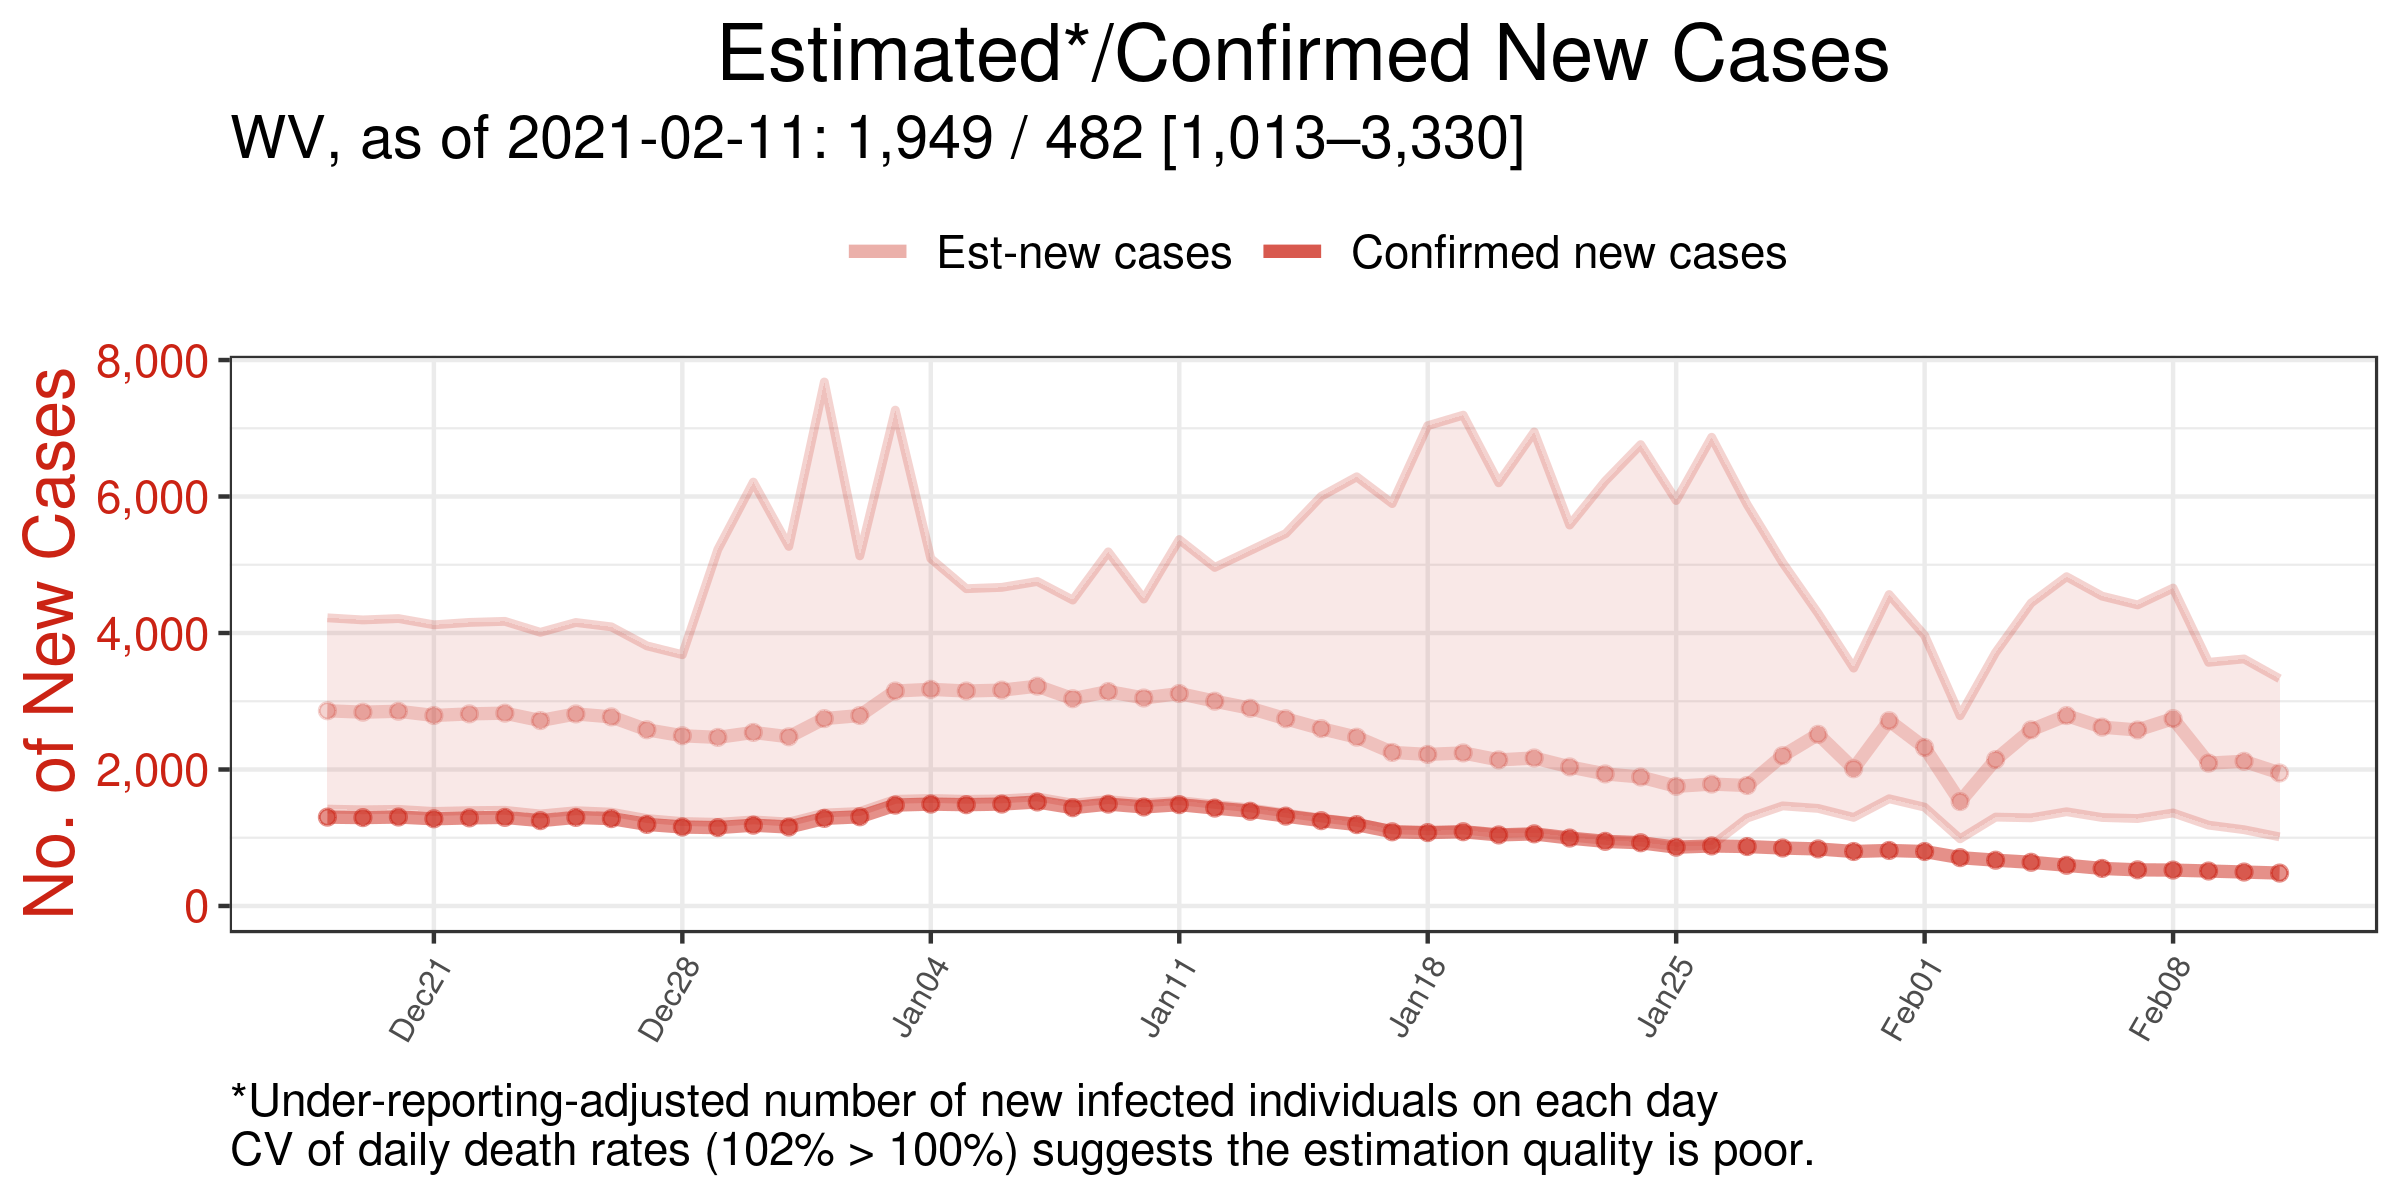 Estimated*/Confirmed New Cases
WV, as of 2021-02-11: 1,949 / 482 [1,013–3,330]
Est-new cases Confirmed new cases
No. of New Cases
8,000
6,000
4,000
2,000
0
Dec21 Dec28 Jan04 Jan11 Jan18 Jan25 Feb01 Feb08
*Under-reporting-adjusted number of new infected individuals on each day
CV of daily death rates (102% > 100%) suggests the estimation quality is poor.